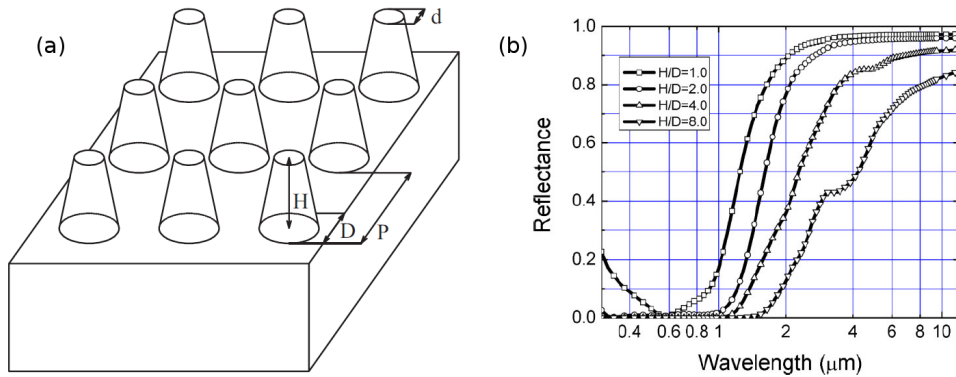 (a)
d
H
D
P
(b)
1.0
0.8
0.6
0.4
0.2
0.0
Reflectance
H/D=1.0
H/D=2.0
H/D=4.0
H/D=8.0
0.4 0.6 0.8 1 2 4 6 8 10
Wavelength (μm)